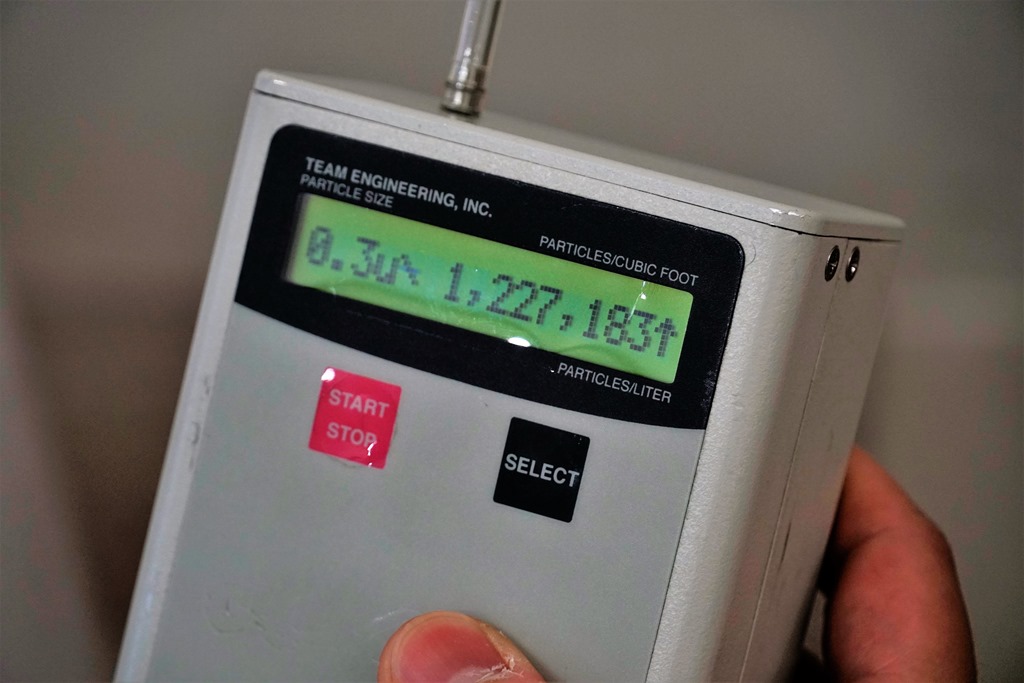 TEAM ENGINEERING, INC.
PARTICLE SIZE
PARTICLES/CUBIC FOOT
0.3u 1,227,183↑
PARTICLES/LITER
START
STOP
SELECT